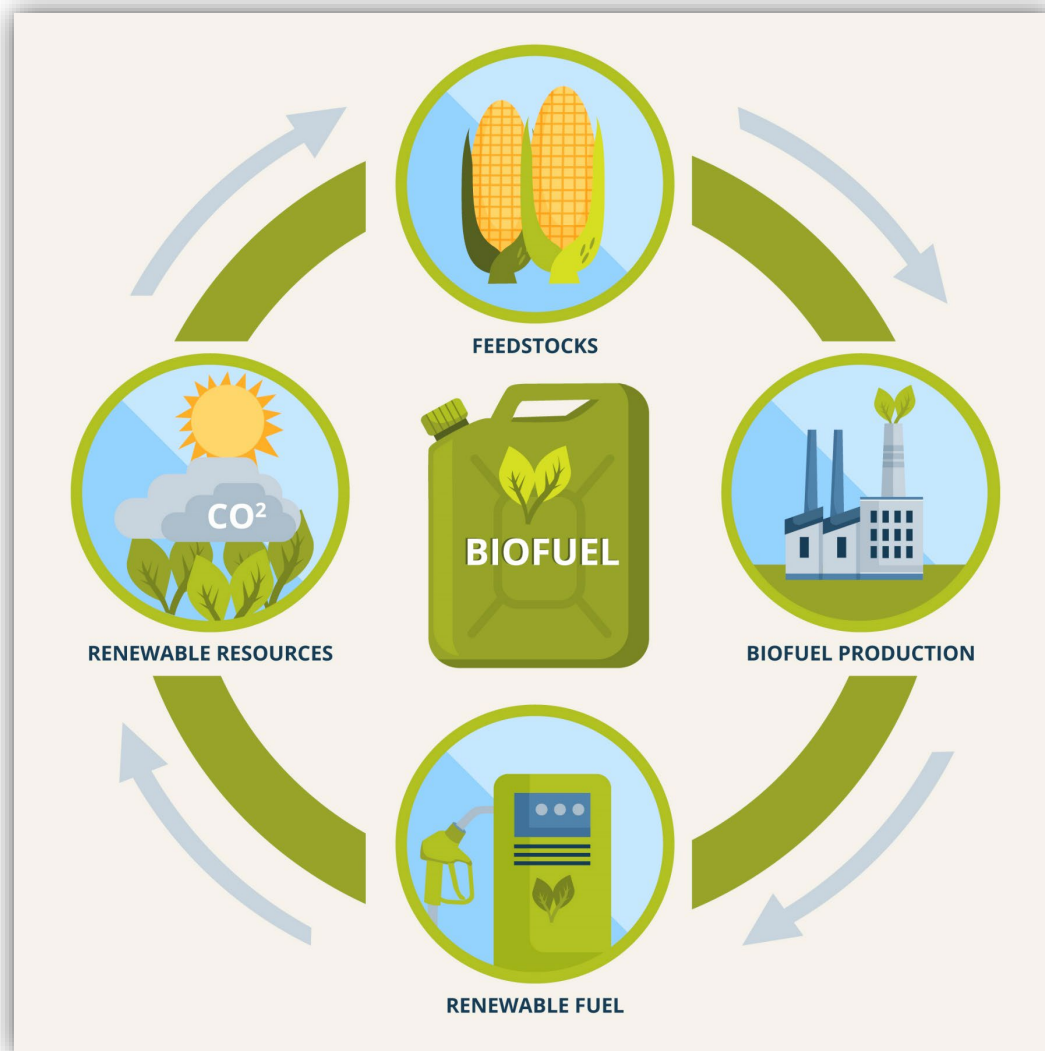 FEEDSTOCKS
CO²
BIOFUEL
RENEWABLE RESOURCES
BIOFUEL PRODUCTION
RENEWABLE FUEL